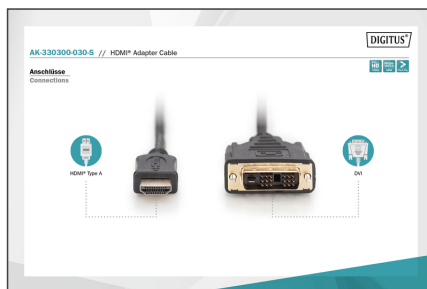 DIGITUS®
AK-330300-030-S // HDMI® Adapter Cable
Anschlüsse
Connections
HDMI® Type A
DVI